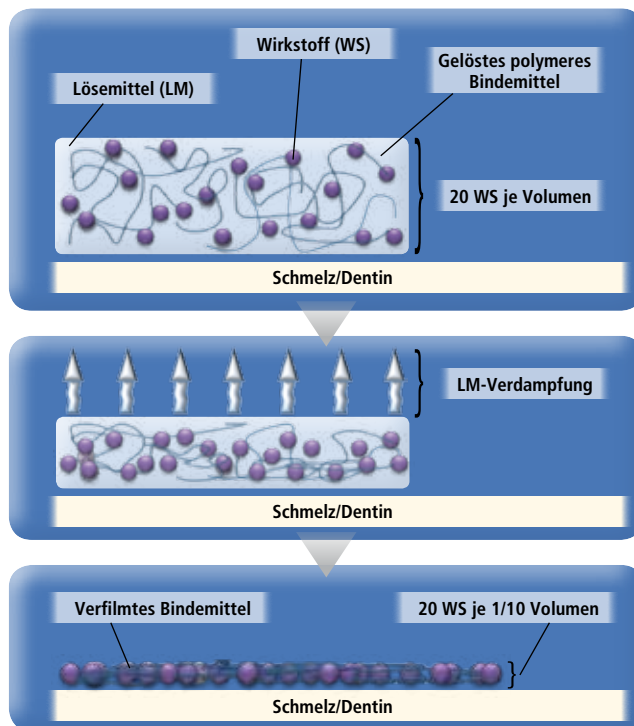 Wirkstoff (WS)
Gelöstes polymeres
Bindemittel
Lösemittel (LM)
20 WS je Volumen
Schmelz/Dentin
LM-Verdampfung
Schmelz/Dentin
Verfilmtes Bindemittel
20 WS je 1/10 Volumen
Schmelz/Dentin